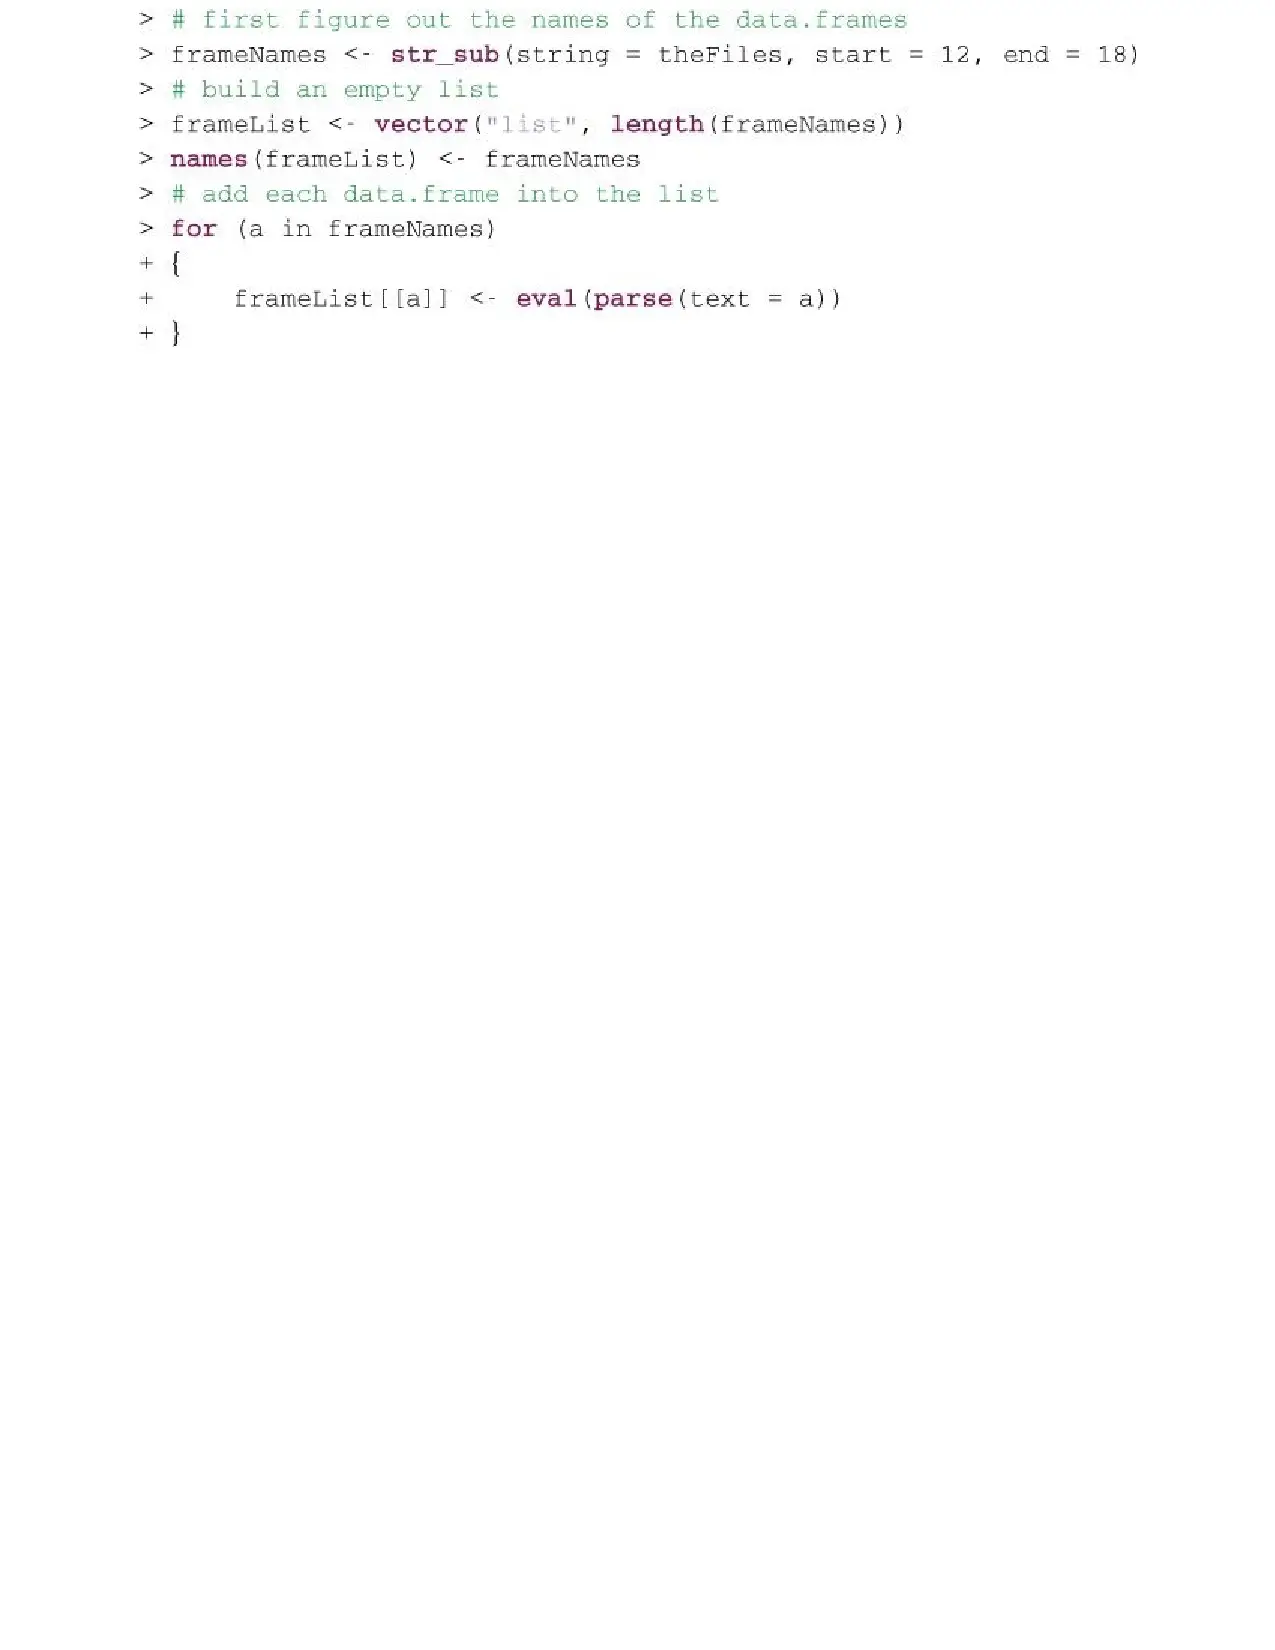 > # first figure out the names of the data.frames
> frameNames <- str_sub(string = theFiles, start = 12, end = 18)
> # build an empty list
> frameList <- vector("list", length(frameNames))
> names(frameList) <- frameNames
> # add each data.frame into the list
> for (a in frameNames)
+ {
+     frameList[[a]] <- eval(parse(text = a))
+ }